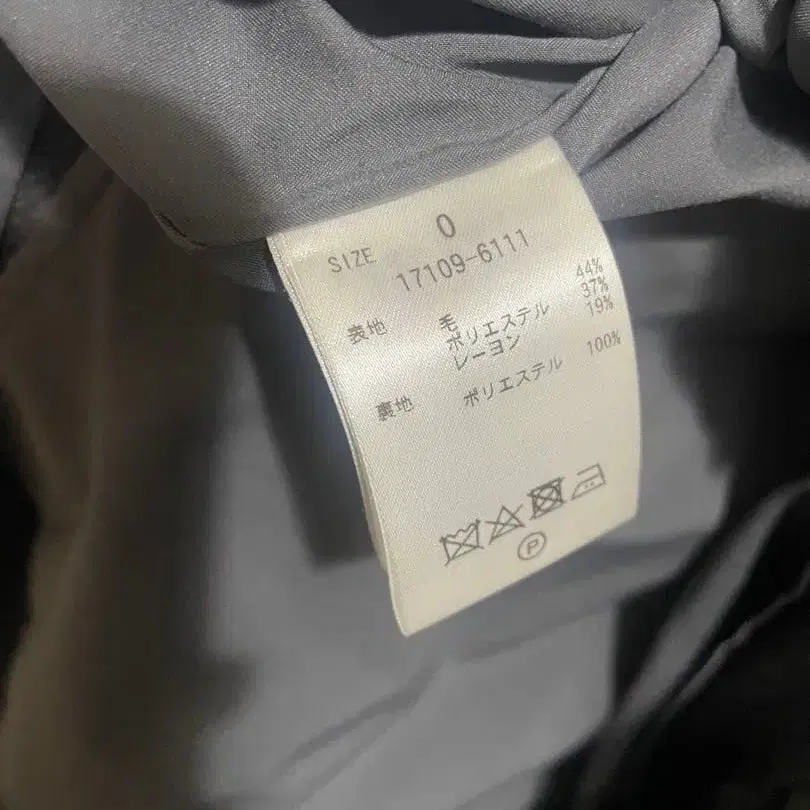 SIZE 0
17109-6111
表地 毛 44%
ポリエステル 37%
レーヨン 19%
裏地 ポリエステル 100%
P